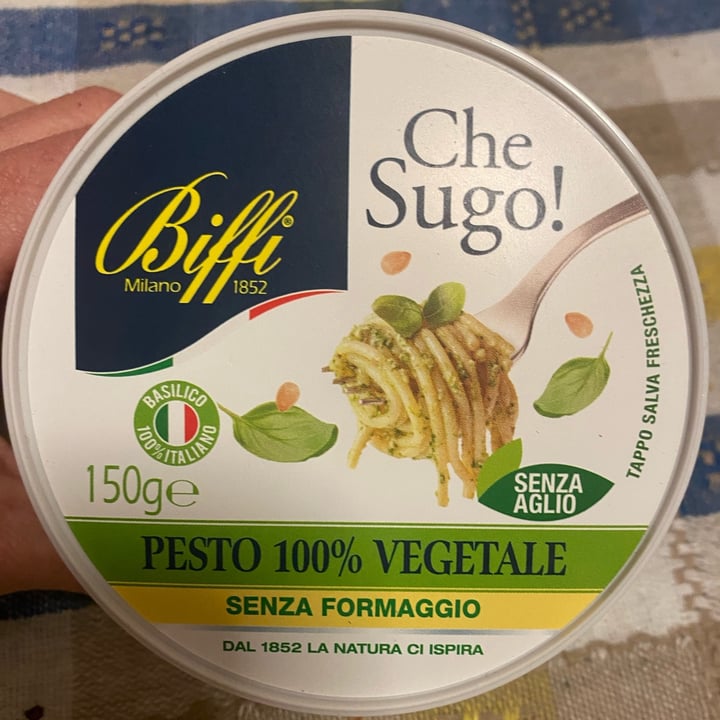 Biffi®
Milano 1852
Che
Sugo!
BASILICO
100% ITALIANO
150g℮
TAPPO SALVA FRESCHEZZA
SENZA
AGLIO
PESTO 100% VEGETALE
SENZA FORMAGGIO
DAL 1852 LA NATURA CI ISPIRA